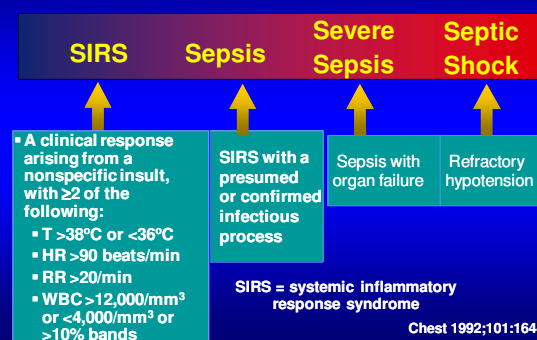 SIRS
Sepsis
Severe
Sepsis
Septic
Shock
▪ A clinical response
arising from a
nonspecific insult,
with ≥2 of the
following:
▪ T >38ºC or <36ºC
▪ HR >90 beats/min
▪ RR >20/min
▪ WBC >12,000/mm³
or <4,000/mm³ or
>10% bands
SIRS with a
presumed
or confirmed
infectious
process
Sepsis with
organ failure
Refractory
hypotension
SIRS = systemic inflammatory
response syndrome
Chest 1992;101:164